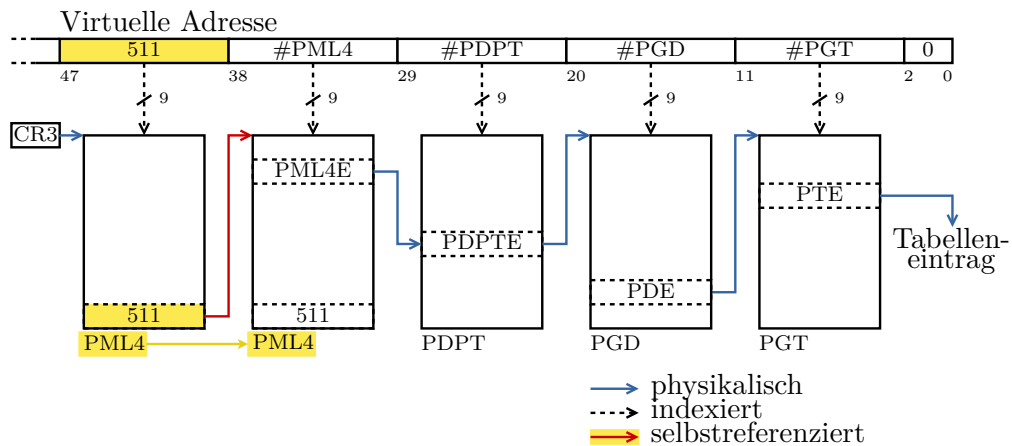 Virtuelle Adresse
511 #PML4 #PDPT #PGD #PGT 0
47 38 29 20 11 2 0
9 9 9 9 9
CR3
PML4E
PTE
PDPTE
Tabellen-
eintrag
PDE
511 511
PML4 PML4 PDPT PGD PGT
physikalisch
indexiert
selbstreferenziert